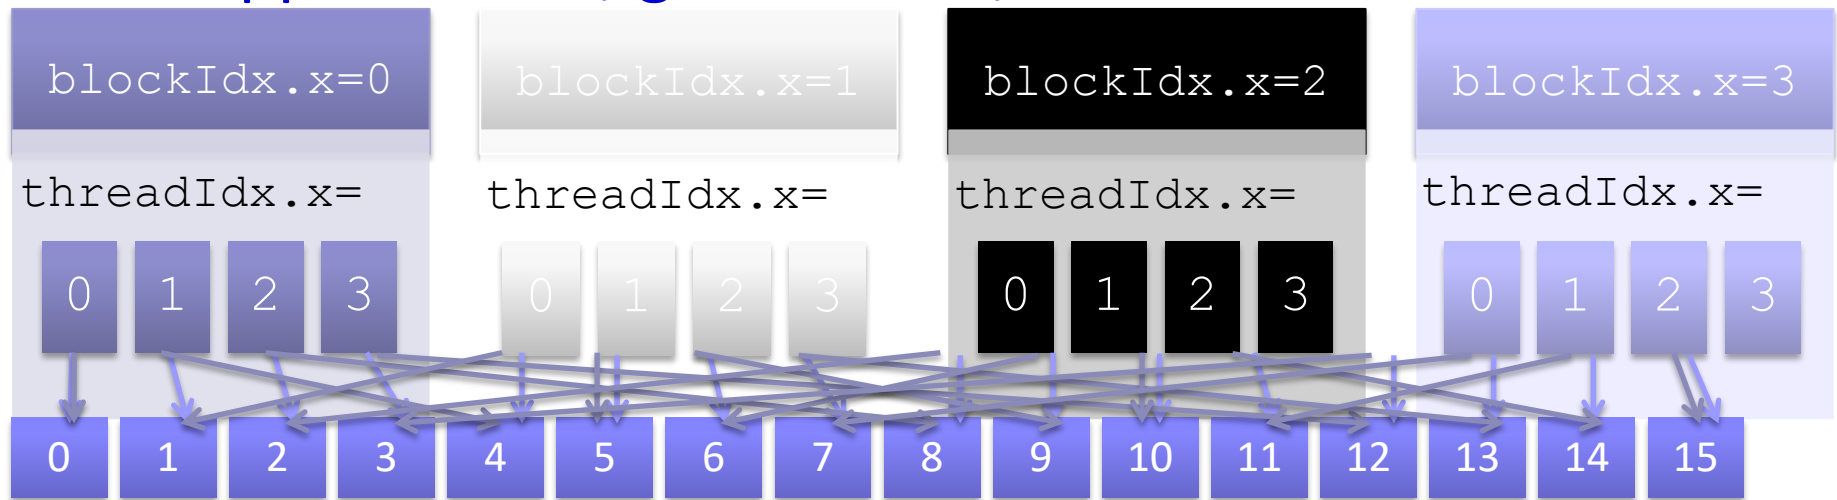 blockIdx.x=0 blockIdx.x=1 blockIdx.x=2 blockIdx.x=3
threadIdx.x= threadIdx.x= threadIdx.x= threadIdx.x=
0 1 2 3 0 1 2 3 0 1 2 3 0 1 2 3
0 1 2 3 4 5 6 7 8 9 10 11 12 13 14 15